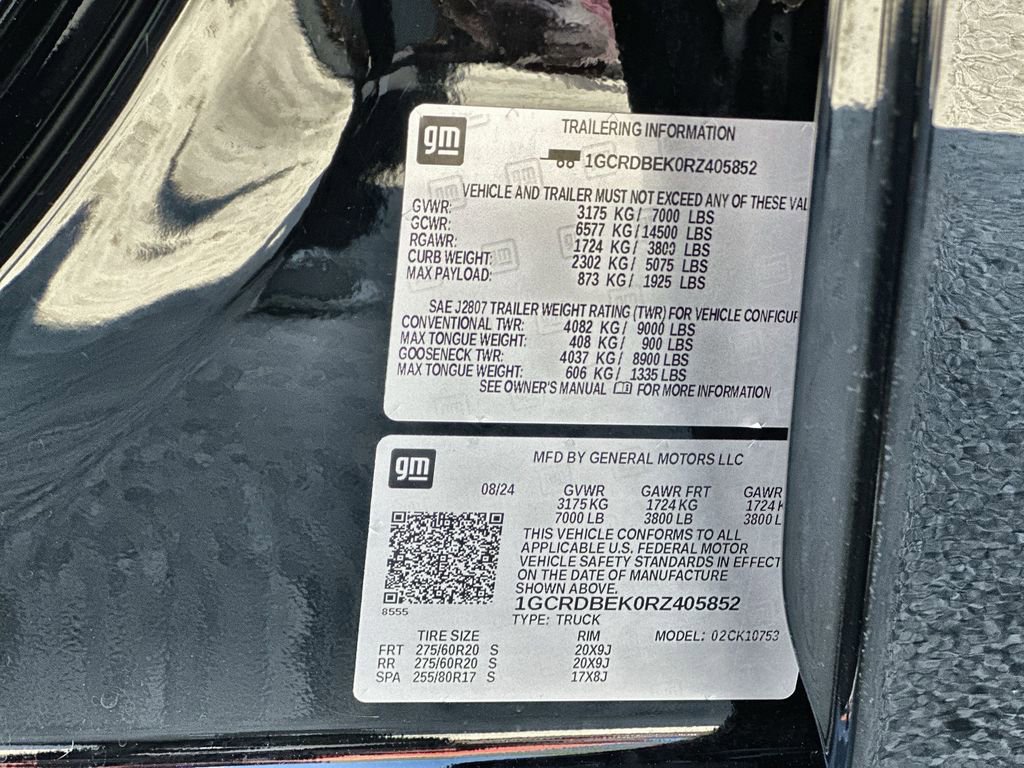 gm
TRAILERING INFORMATION
1GCRDBEK0RZ405852
VEHICLE AND TRAILER MUST NOT EXCEED ANY OF THESE VAL
GVWR: 3175 KG/ 7000 LBS
GCWR: 6577 KG/14500 LBS
RGAWR: 1724 KG/ 3800 LBS
CURB WEIGHT: 2302 KG/ 5075 LBS
MAX PAYLOAD: 873 KG/ 1925 LBS
SAE J2807 TRAILER WEIGHT RATING (TWR) FOR VEHICLE CONFIGUR
CONVENTIONAL TWR: 4082 KG/ 9000 LBS
MAX TONGUE WEIGHT: 408 KG/ 900 LBS
GOOSENECK TWR: 4037 KG/ 8900 LBS
MAX TONGUE WEIGHT: 606 KG/ 1335 LBS
SEE OWNER'S MANUAL FOR MORE INFORMATION
gm
MFD BY GENERAL MOTORS LLC
08/24 GVWR GAWR FRT GAWR
3175 KG 1724 KG 1724 K
7000 LB 3800 LB 3800 L
THIS VEHICLE CONFORMS TO ALL
APPLICABLE U.S. FEDERAL MOTOR
VEHICLE SAFETY STANDARDS IN EFFECT
ON THE DATE OF MANUFACTURE
SHOWN ABOVE.
8555
1GCRDBEK0RZ405852
TYPE: TRUCK
TIRE SIZE RIM MODEL: 02CK10753
FRT 275/60R20 S 20X9J
RR 275/60R20 S 20X9J
SPA 255/80R17 S 17X8J